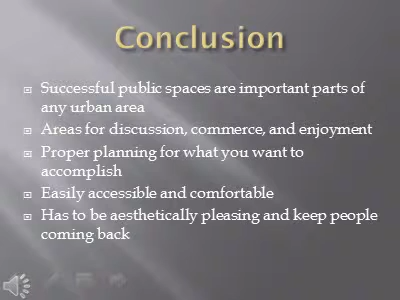 Conclusion
Successful public spaces are important parts of
any urban area
Areas for discussion, commerce, and enjoyment
Proper planning for what you want to
accomplish
Easily accessible and comfortable
Has to be aesthetically pleasing and keep people
coming back